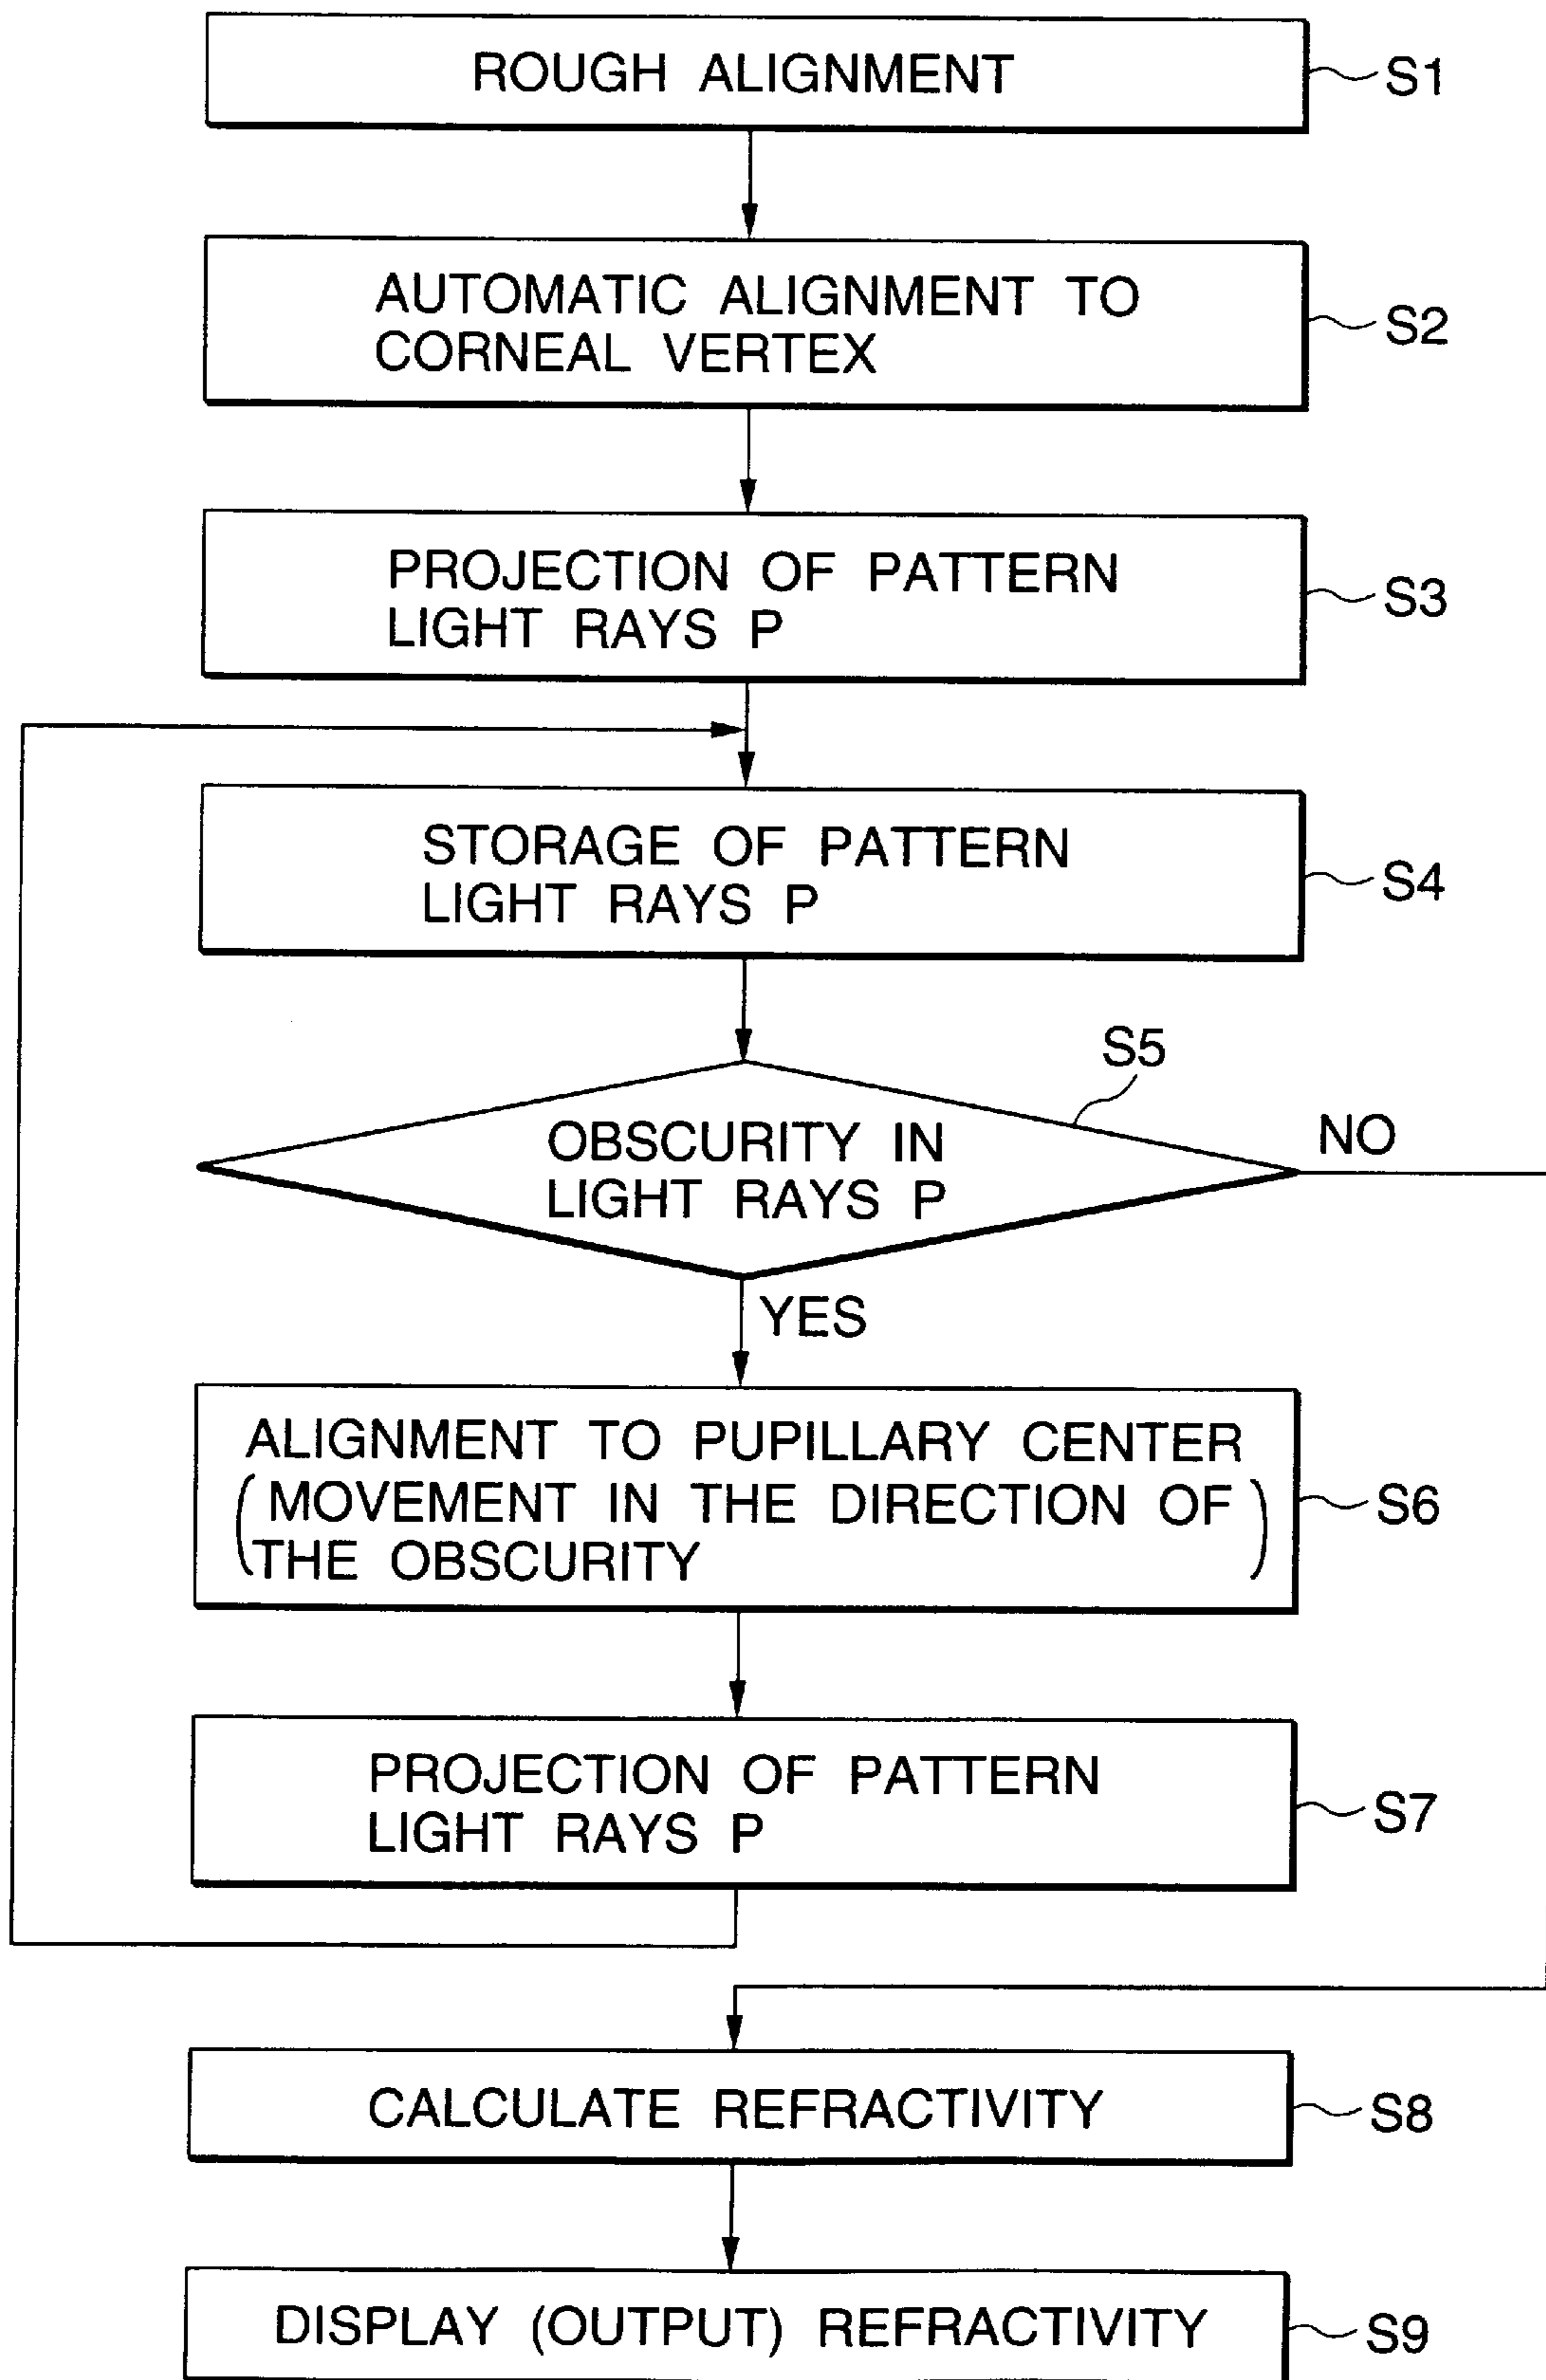 ROUGH ALIGNMENT
S1
AUTOMATIC ALIGNMENT TO
CORNEAL VERTEX
S2
PROJECTION OF PATTERN
LIGHT RAYS P
S3
STORAGE OF PATTERN
LIGHT RAYS P
S4
S5
OBSCURITY IN
LIGHT RAYS P
NO
YES
ALIGNMENT TO PUPILLARY CENTER
(MOVEMENT IN THE DIRECTION OF
THE OBSCURITY)
S6
PROJECTION OF PATTERN
LIGHT RAYS P
S7
CALCULATE REFRACTIVITY
S8
DISPLAY (OUTPUT) REFRACTIVITY
S9